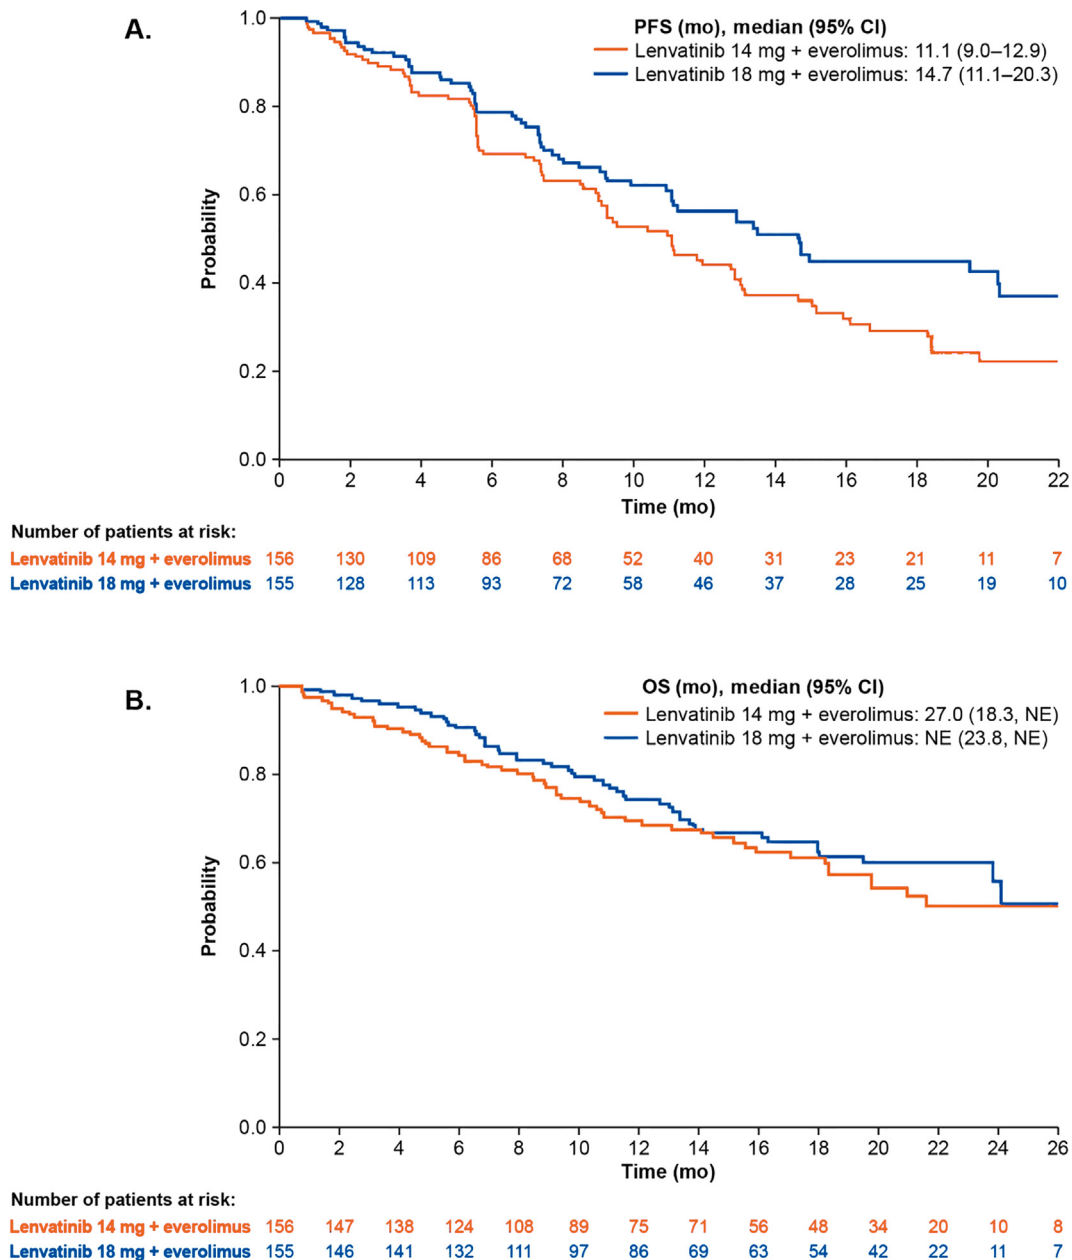 A.
PFS (mo), median (95% CI)
Lenvatinib 14 mg + everolimus: 11.1 (9.0–12.9)
Lenvatinib 18 mg + everolimus: 14.7 (11.1–20.3)
1.0
0.8
0.6
0.4
0.2
0.0
Probability
0 2 4 6 8 10 12 14 16 18 20 22
Time (mo)
Number of patients at risk:
Lenvatinib 14 mg + everolimus 156 130 109 86 68 52 40 31 23 21 11 7
Lenvatinib 18 mg + everolimus 155 128 113 93 72 58 46 37 28 25 19 10
B.
OS (mo), median (95% CI)
Lenvatinib 14 mg + everolimus: 27.0 (18.3, NE)
Lenvatinib 18 mg + everolimus: NE (23.8, NE)
1.0
0.8
0.6
0.4
0.2
0.0
Probability
0 2 4 6 8 10 12 14 16 18 20 22 24 26
Time (mo)
Number of patients at risk:
Lenvatinib 14 mg + everolimus 156 147 138 124 108 89 75 71 56 48 34 20 10 8
Lenvatinib 18 mg + everolimus 155 146 141 132 111 97 86 69 63 54 42 22 11 7